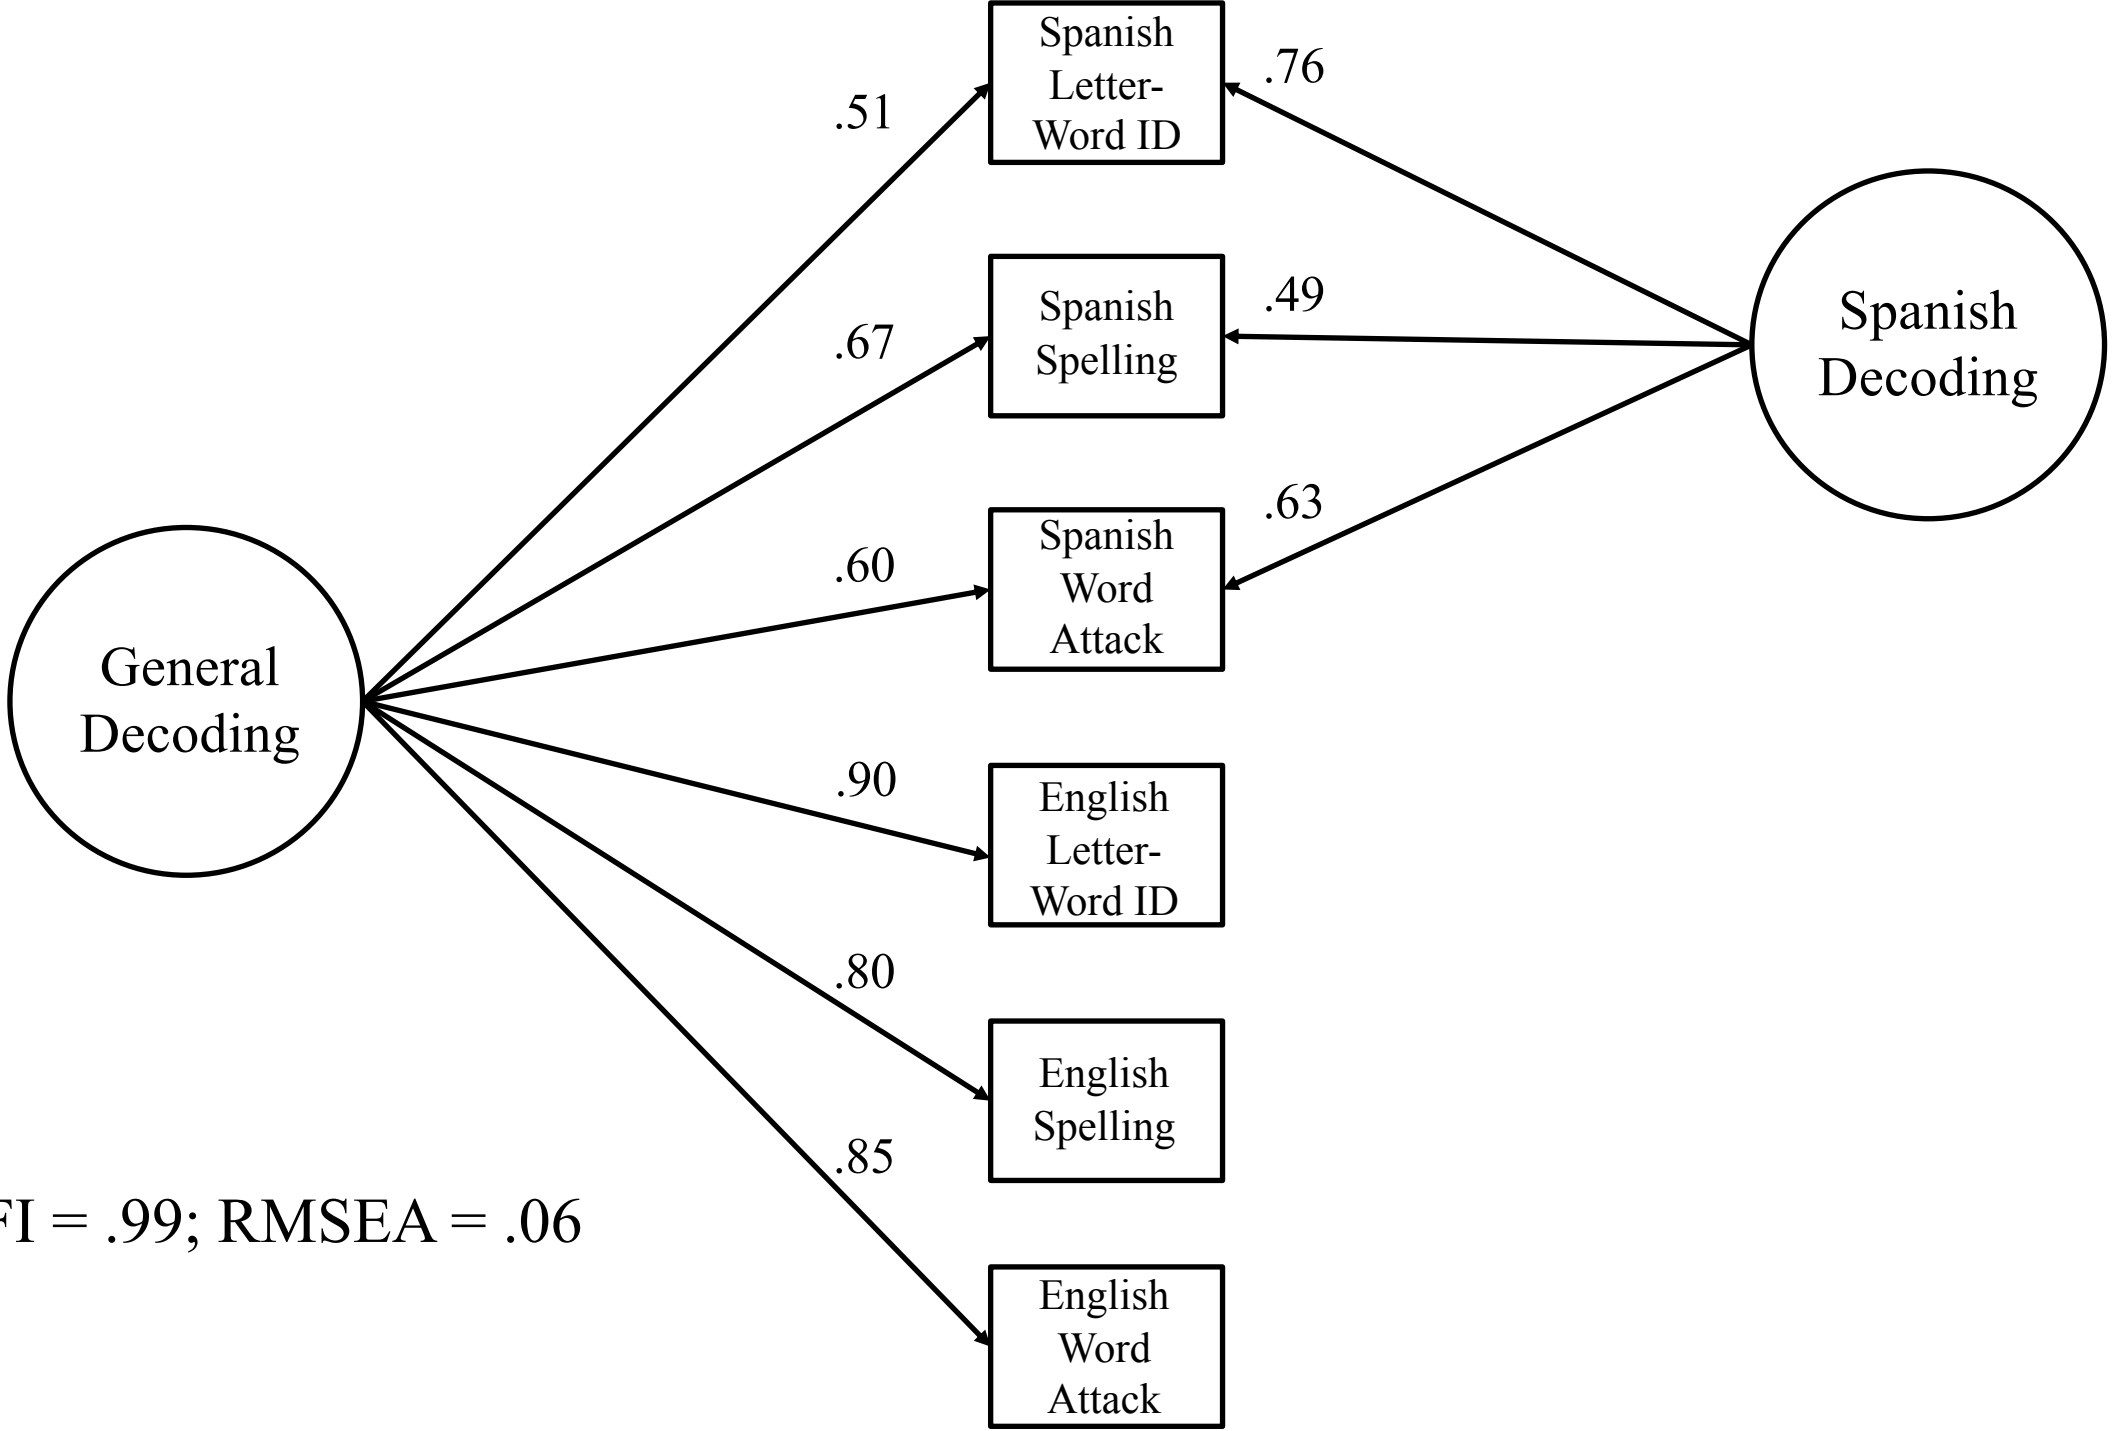 Spanish
Letter-
Word ID
.76
.51
Spanish
Spelling
.49
.67
Spanish
Decoding
Spanish
Word
Attack
.63
.60
General
Decoding
.90
English
Letter-
Word ID
.80
English
Spelling
.85
FI = .99; RMSEA = .06
English
Word
Attack